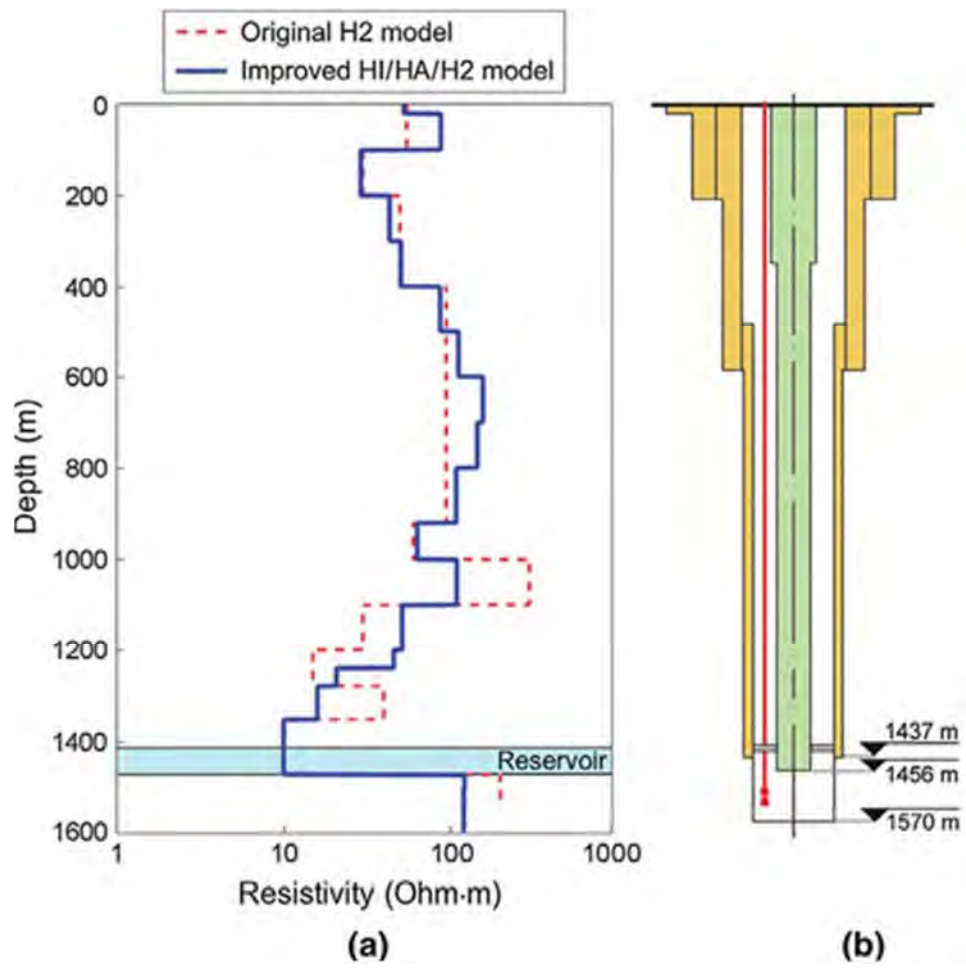 Original H2 model
Improved HI/HA/H2 model
0
200
400
600
800
1000
1200
1400
1600
Depth (m)
Reservoir
1
10
100
1000
Resistivity (Ohm·m)
(a)
1437 m
1456 m
1570 m
(b)